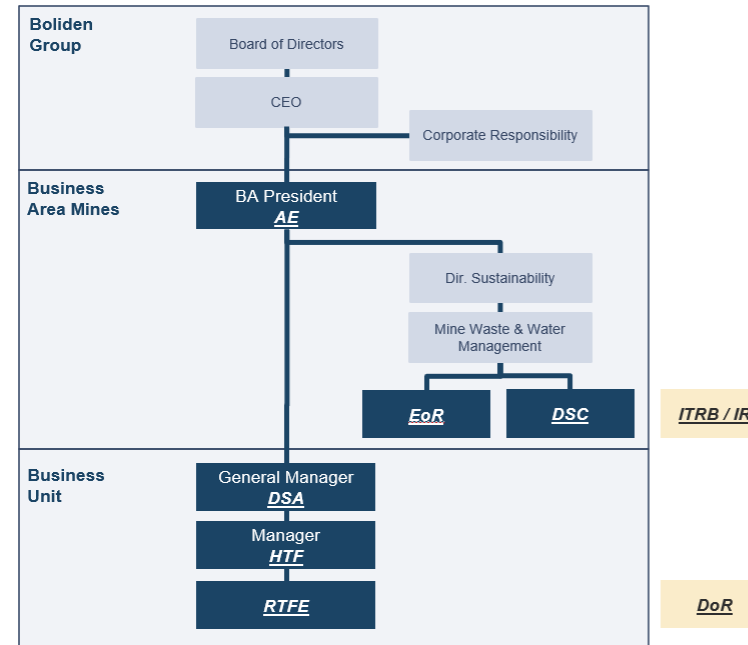 Boliden
Group
Board of Directors
CEO
Corporate Responsibility
Business
Area Mines
BA President
AE
Dir. Sustainability
Mine Waste & Water
Management
EoR
DSC
ITRB / IR
Business
Unit
General Manager
DSA
Manager
HTF
RTFE
DoR